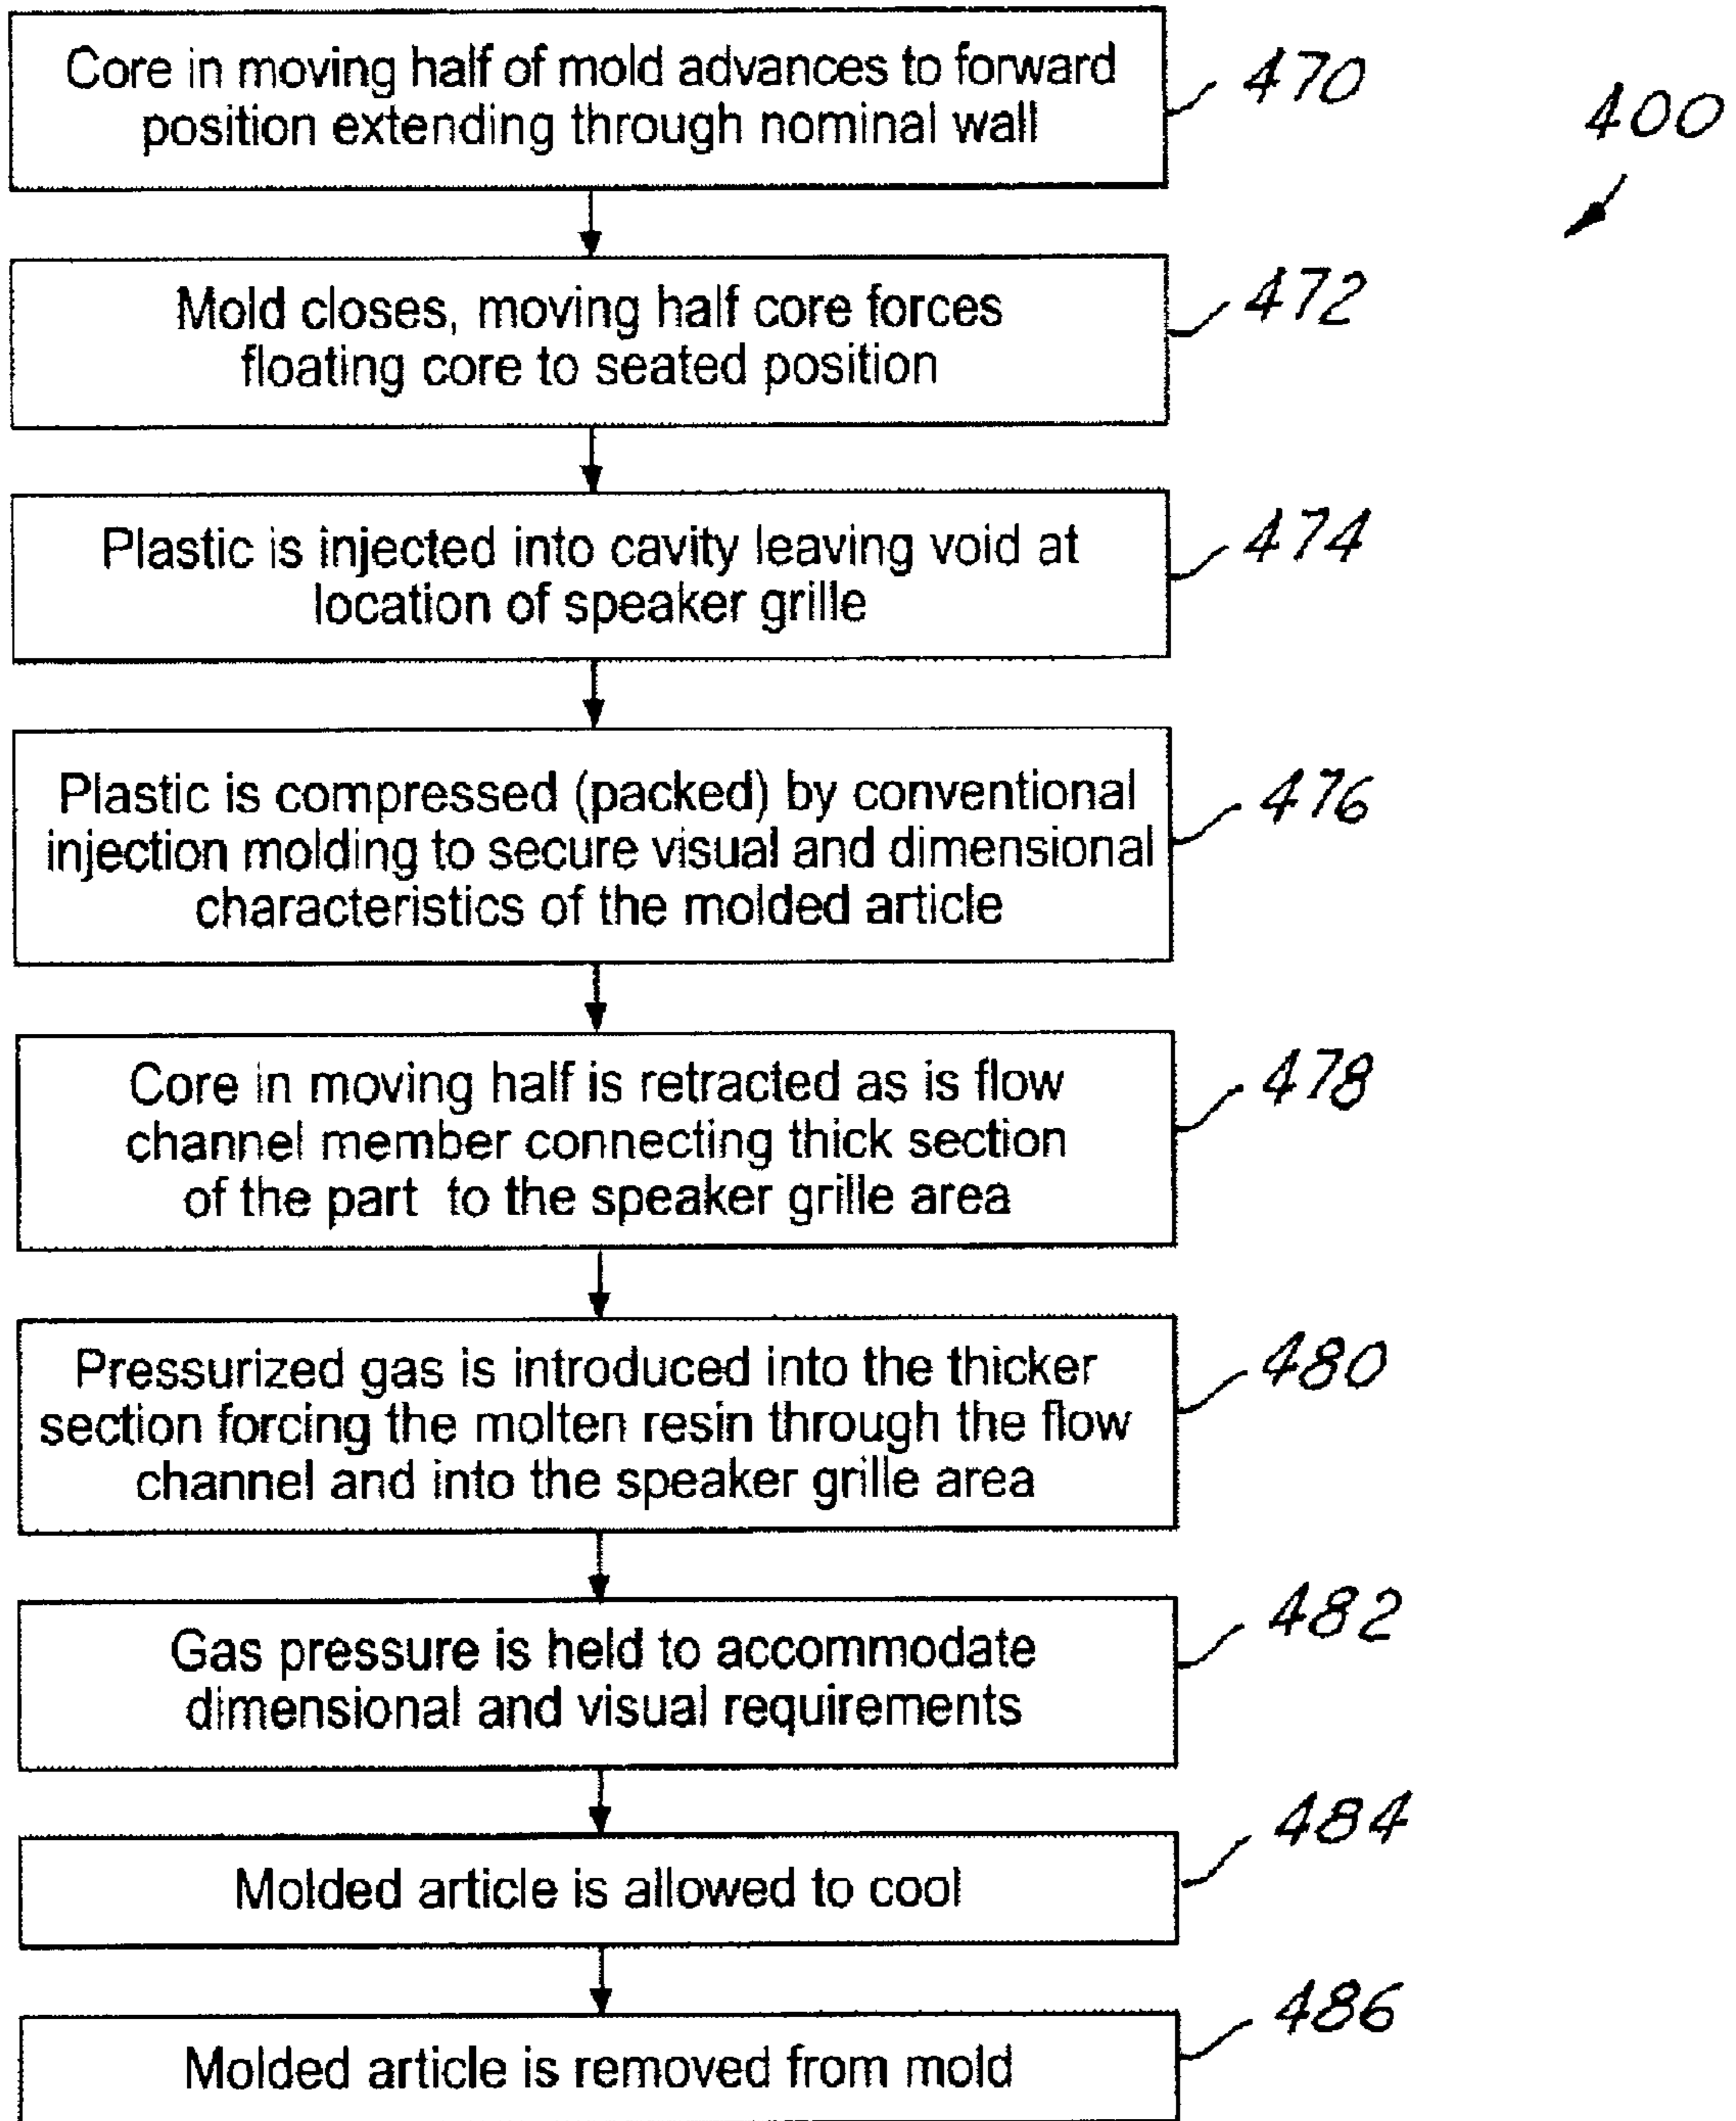 Core in moving half of mold advances to forward
position extending through nominal wall
470
400
Mold closes, moving half core forces
floating core to seated position
472
Plastic is injected into cavity leaving void at
location of speaker grille
474
Plastic is compressed (packed) by conventional
injection molding to secure visual and dimensional
characteristics of the molded article
476
Core in moving half is retracted as is flow
channel member connecting thick section
of the part to the speaker grille area
478
Pressurized gas is introduced into the thicker
section forcing the molten resin through the flow
channel and into the speaker grille area
480
Gas pressure is held to accommodate
dimensional and visual requirements
482
Molded article is allowed to cool
484
Molded article is removed from mold
486